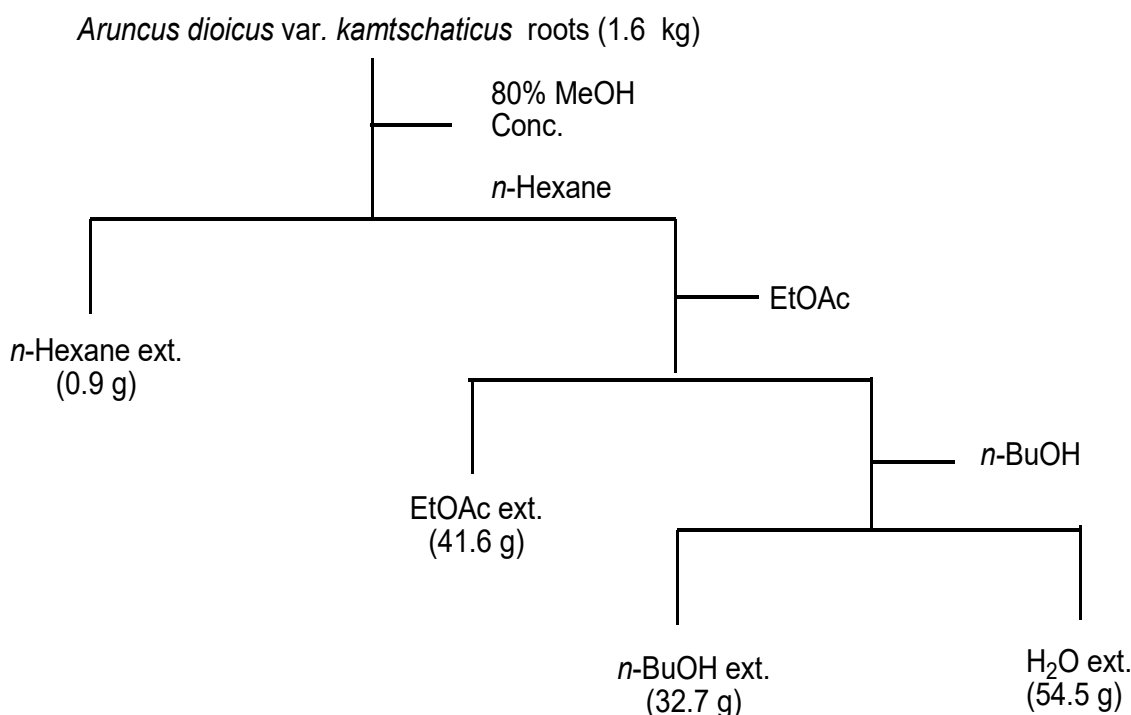 Aruncus dioicus var. kamtschaticus roots (1.6 kg)
80% MeOH
Conc.
n-Hexane
EtOAc
n-Hexane ext.
(0.9 g)
n-BuOH
EtOAc ext.
(41.6 g)
n-BuOH ext.
(32.7 g)
H₂O ext.
(54.5 g)